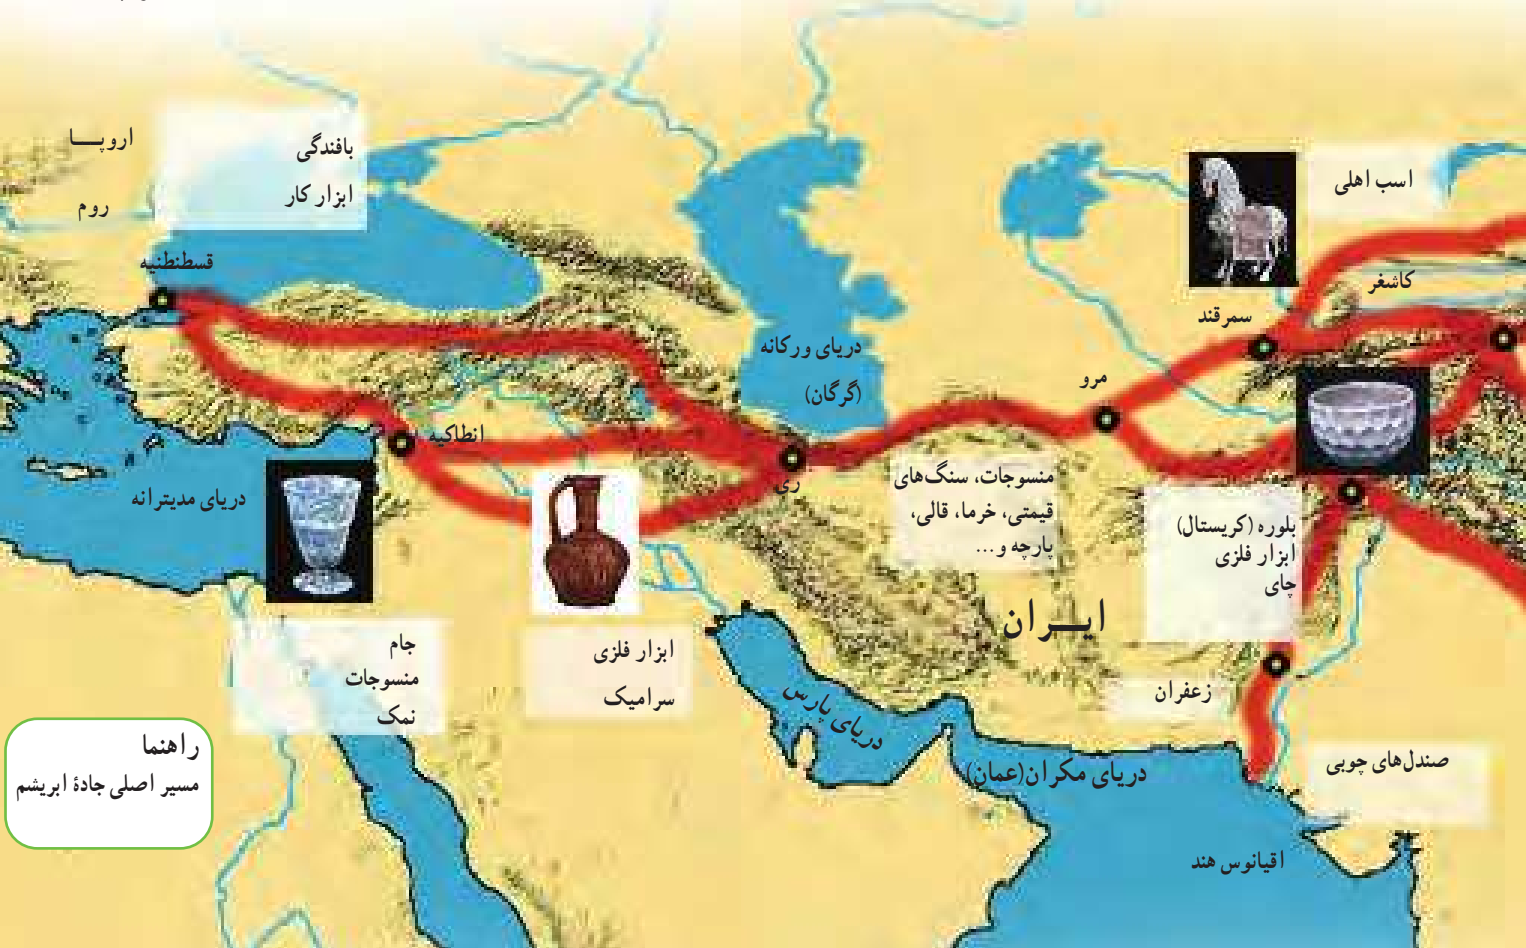 اروپــــا
روم
بافندگی
ابزار کار
قسطنطنیه
اسب اهلی
کاشغر
سمرقند
مرو
دریای ورکانه
(گرگان)
انطاکیه
ری
دریای مدیترانه
منسوجات، سنگ‌های
قیمتی، خرما، قالی،
پارچه و...
بلوره (کریستال)
ابزار فلزی
چای
ایــران
جام
منسوجات
نمک
ابزار فلزی
سرامیک
زعفران
دریای پارس
دریای مکران(عمان)
صندل‌های چوبی
اقیانوس هند
راهنما
مسیر اصلی جادهٔ ابریشم